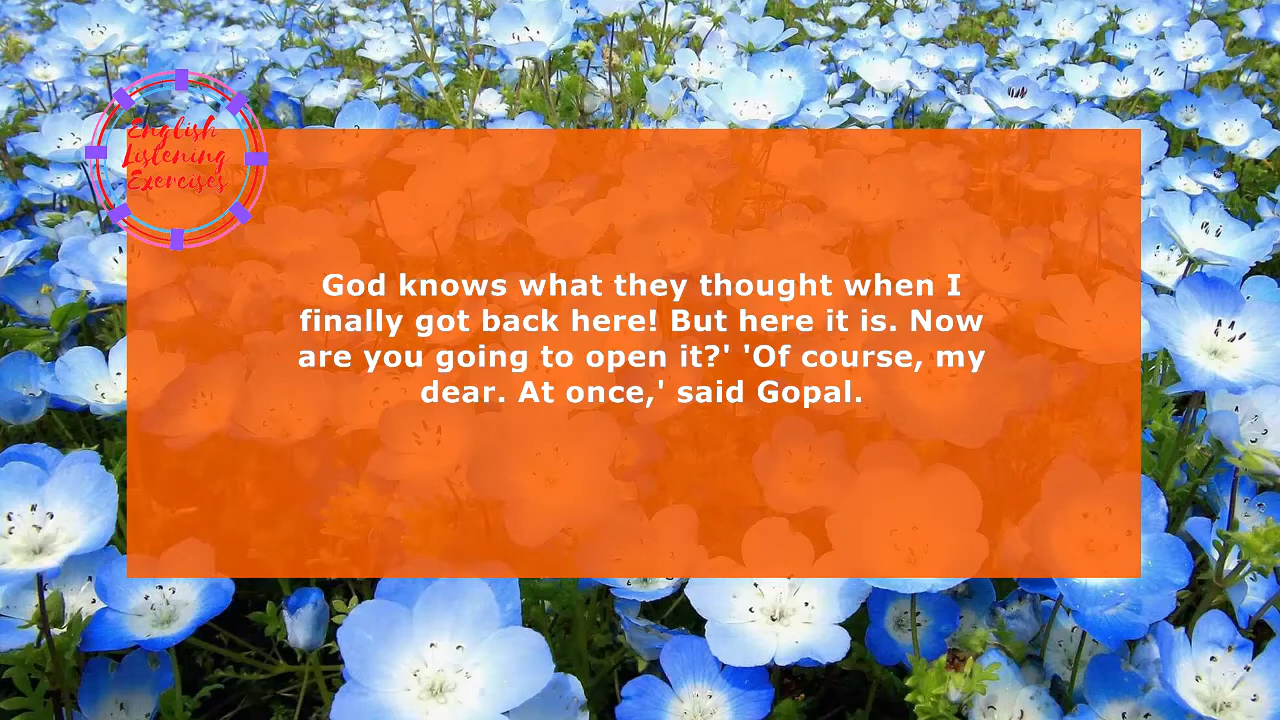 English
Listening
Exercises
God knows what they thought when I
finally got back here! But here it is. Now
are you going to open it?' 'Of course, my
dear. At once,' said Gopal.